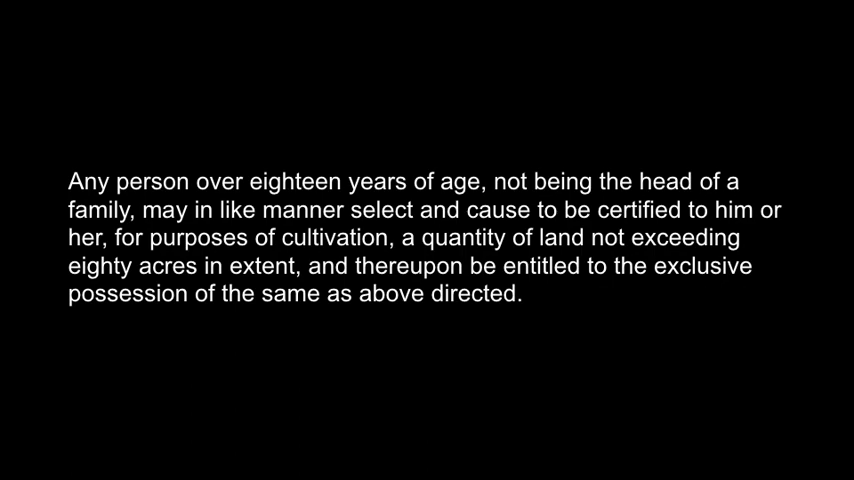 Any person over eighteen years of age, not being the head of a
family, may in like manner select and cause to be certified to him or
her, for purposes of cultivation, a quantity of land not exceeding
eighty acres in extent, and thereupon be entitled to the exclusive
possession of the same as above directed.